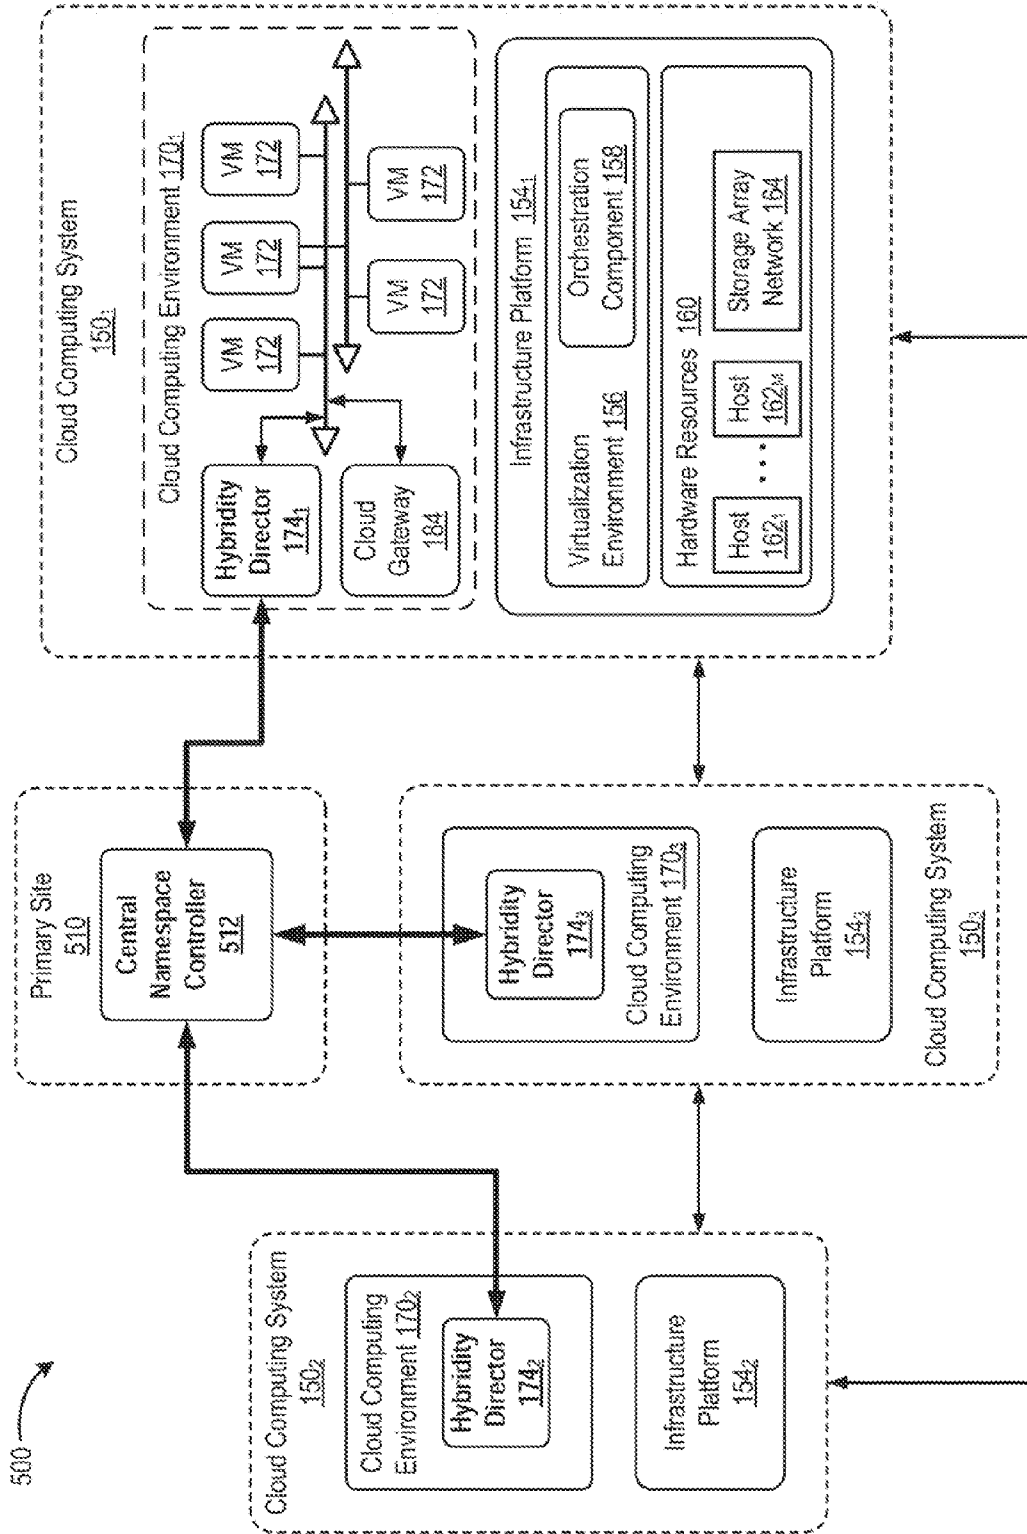 500
Cloud Computing System
150₂
Cloud Computing
Environment 170₂
Hybridity
Director
174₂
Infrastructure
Platform
154₂
Primary Site
510
Central
Namespace
Controller
512
Hybridity
Director
174₃
Cloud Computing
Environment 170₃
Infrastructure
Platform
154₃
Cloud Computing System
150₃
Cloud Computing System
150₁
Cloud Computing Environment 170₁
Hybridity
Director
174₁
VM
172
VM
172
VM
172
Cloud
Gateway
184
VM
172
VM
172
Infrastructure Platform 154₁
Virtualization
Environment 156
Orchestration
Component 158
Hardware Resources 160
Host
162₁
Host
162M
Storage Array
Network 164